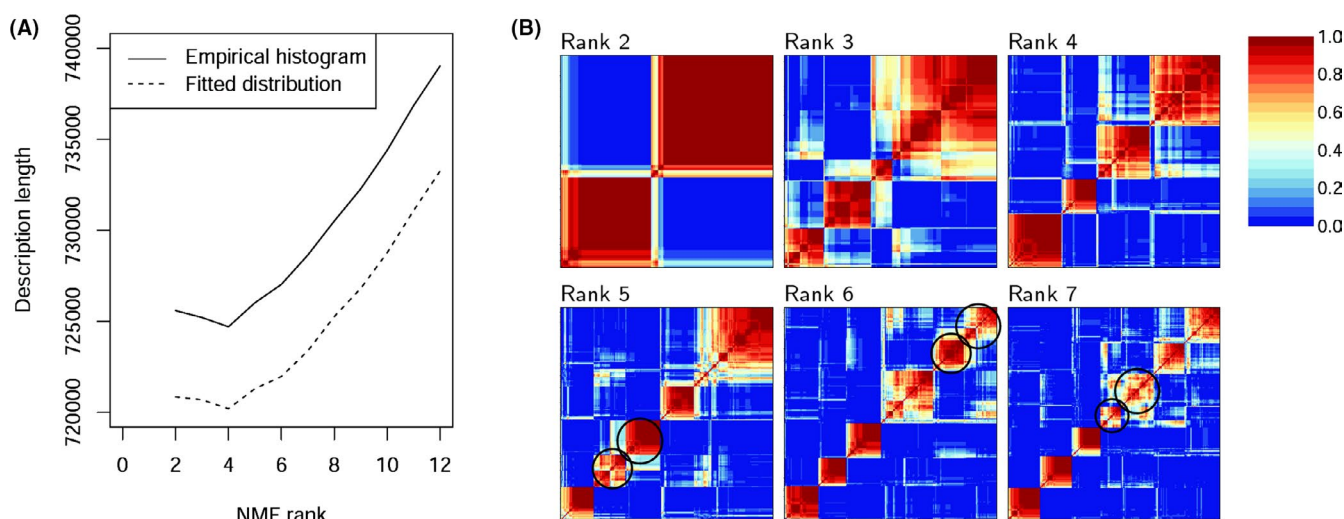 (A)
740000
735000
730000
725000
720000
Description length
Empirical histogram
Fitted distribution
0 2 4 6 8 10 12
NMF rank
(B)
Rank 2
Rank 3
Rank 4
1.0
0.8
0.6
0.4
0.2
0.0
Rank 5
Rank 6
Rank 7